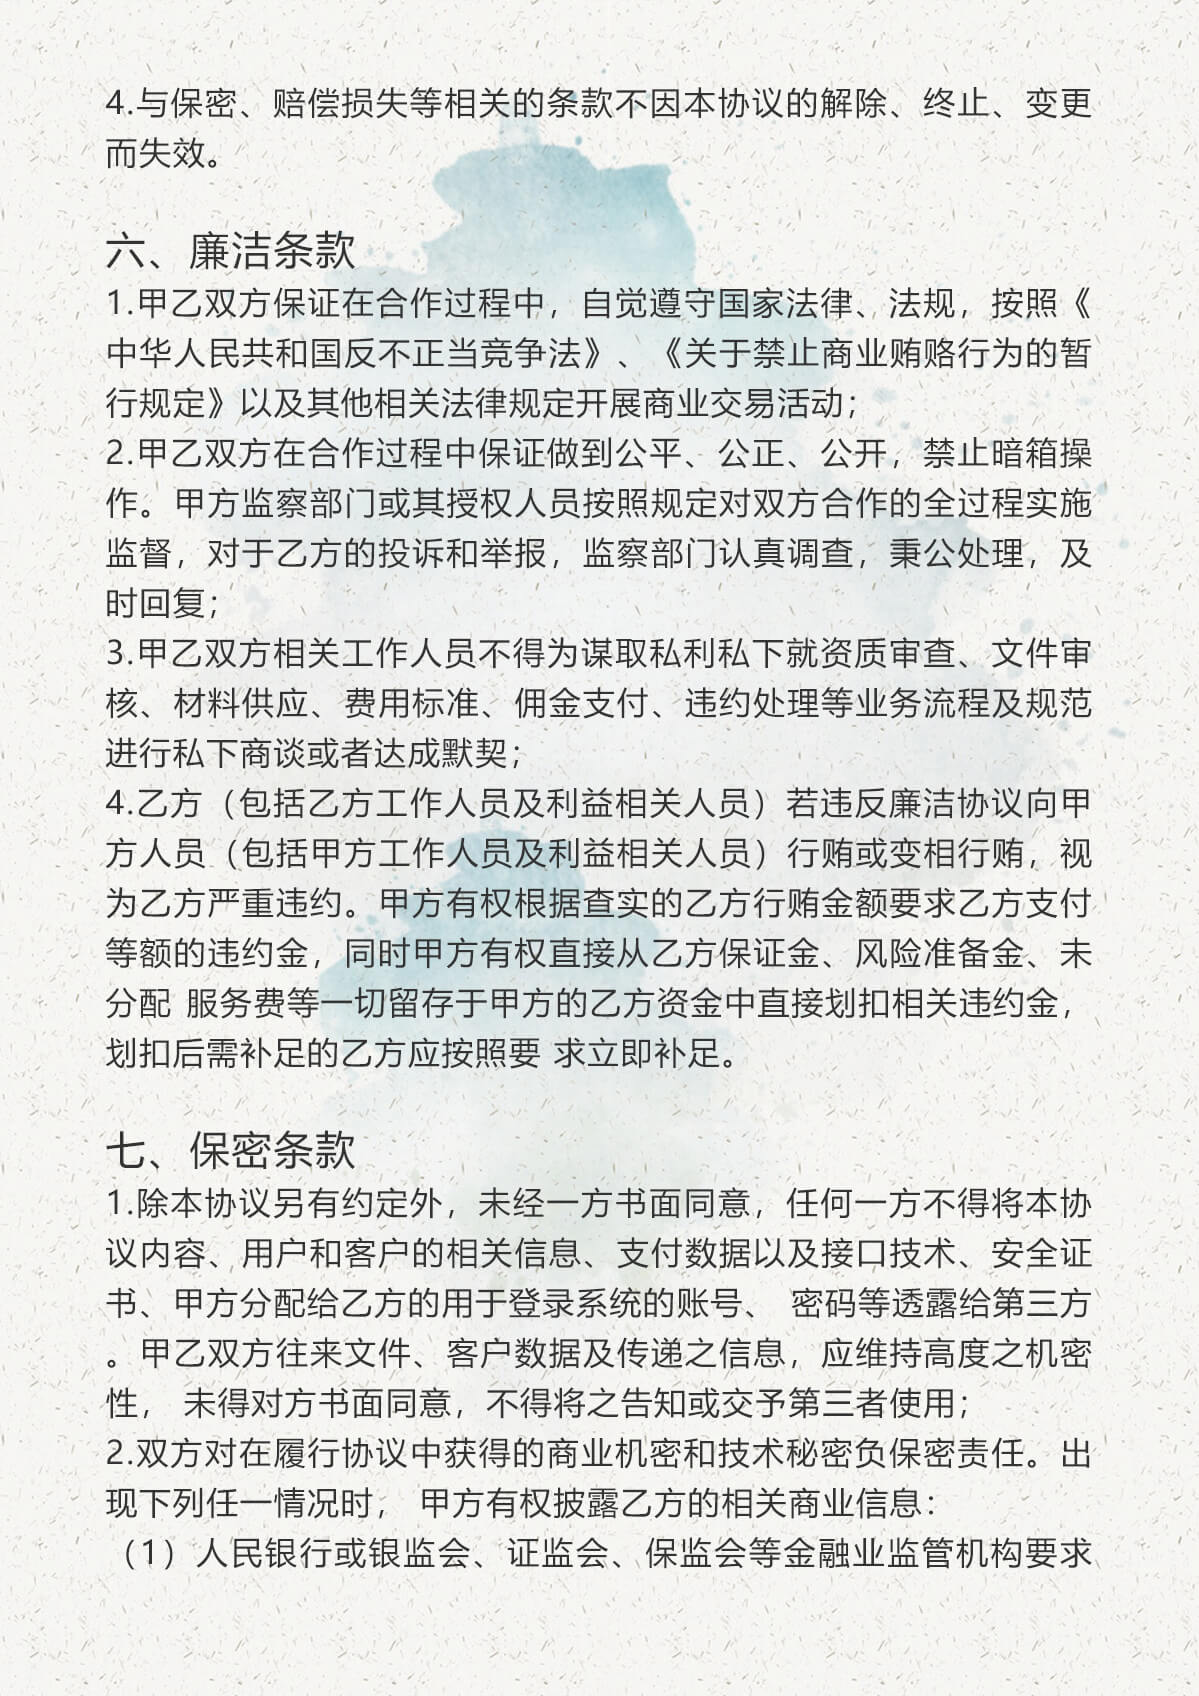 4.与保密、赔偿损失等相关的条款不因本协议的解除、终止、变更
而失效。
六、廉洁条款
1.甲乙双方保证在合作过程中，自觉遵守国家法律、法规，按照《
中华人民共和国反不正当竞争法》、《关于禁止商业贿赂行为的暂
行规定》以及其他相关法律规定开展商业交易活动；
2.甲乙双方在合作过程中保证做到公平、公正、公开，禁止暗箱操
作。甲方监察部门或其授权人员按照规定对双方合作的全过程实施
监督，对于乙方的投诉和举报，监察部门认真调查，秉公处理，及
时回复；
3.甲乙双方相关工作人员不得为谋取私利私下就资质审查、文件审
核、材料供应、费用标准、佣金支付、违约处理等业务流程及规范
进行私下商谈或者达成默契；
4.乙方（包括乙方工作人员及利益相关人员）若违反廉洁协议向甲
方人员（包括甲方工作人员及利益相关人员）行贿或变相行贿，视
为乙方严重违约。甲方有权根据查实的乙方行贿金额要求乙方支付
等额的违约金，同时甲方有权直接从乙方保证金、风险准备金、未
分配 服务费等一切留存于甲方的乙方资金中直接划扣相关违约金，
划扣后需补足的乙方应按照要 求立即补足。
七、保密条款
1.除本协议另有约定外，未经一方书面同意，任何一方不得将本协
议内容、用户和客户的相关信息、支付数据以及接口技术、安全证
书、甲方分配给乙方的用于登录系统的账号、 密码等透露给第三方
。甲乙双方往来文件、客户数据及传递之信息，应维持高度之机密
性， 未得对方书面同意，不得将之告知或交予第三者使用；
2.双方对在履行协议中获得的商业机密和技术秘密负保密责任。出
现下列任一情况时， 甲方有权披露乙方的相关商业信息：
（1）人民银行或银监会、证监会、保监会等金融业监管机构要求